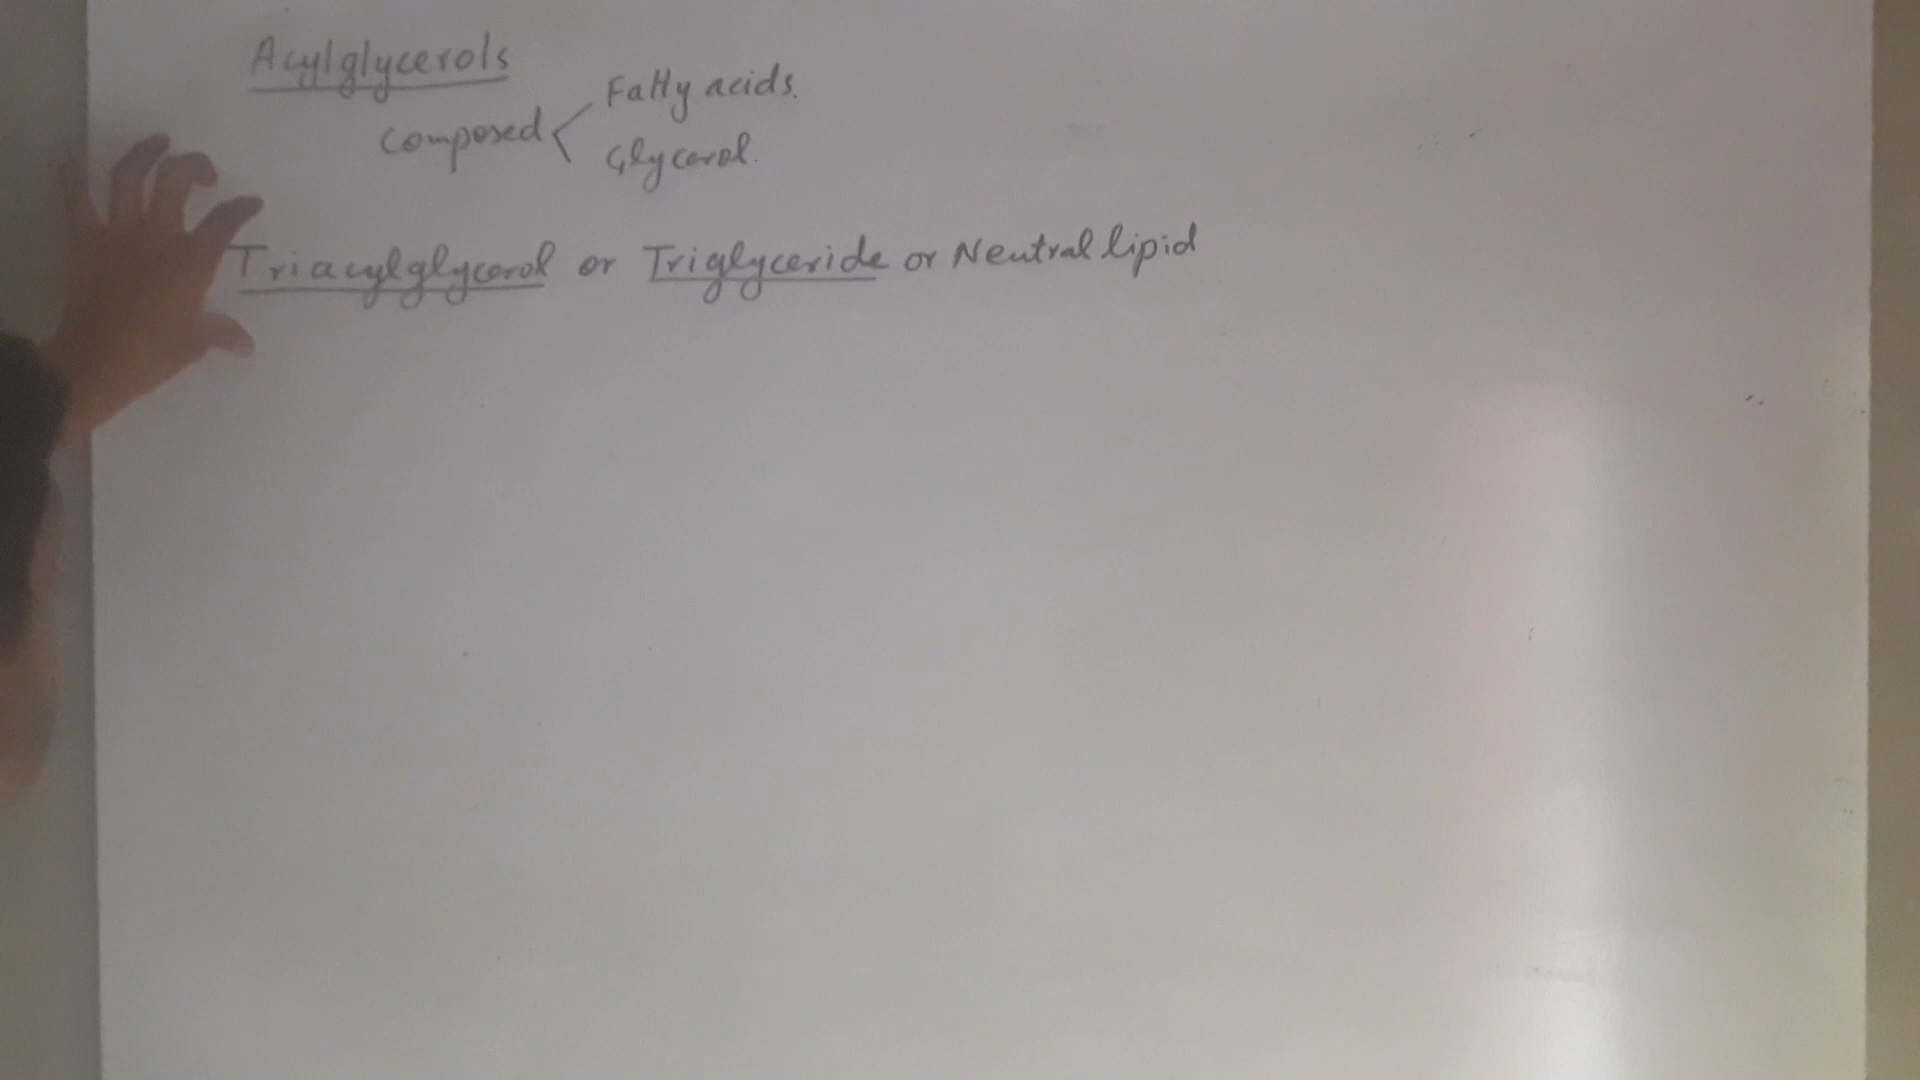 Acylglycerols
composed < Fatty acids.
Glycerol.
Triacylglycerol or Triglyceride or Neutral lipid